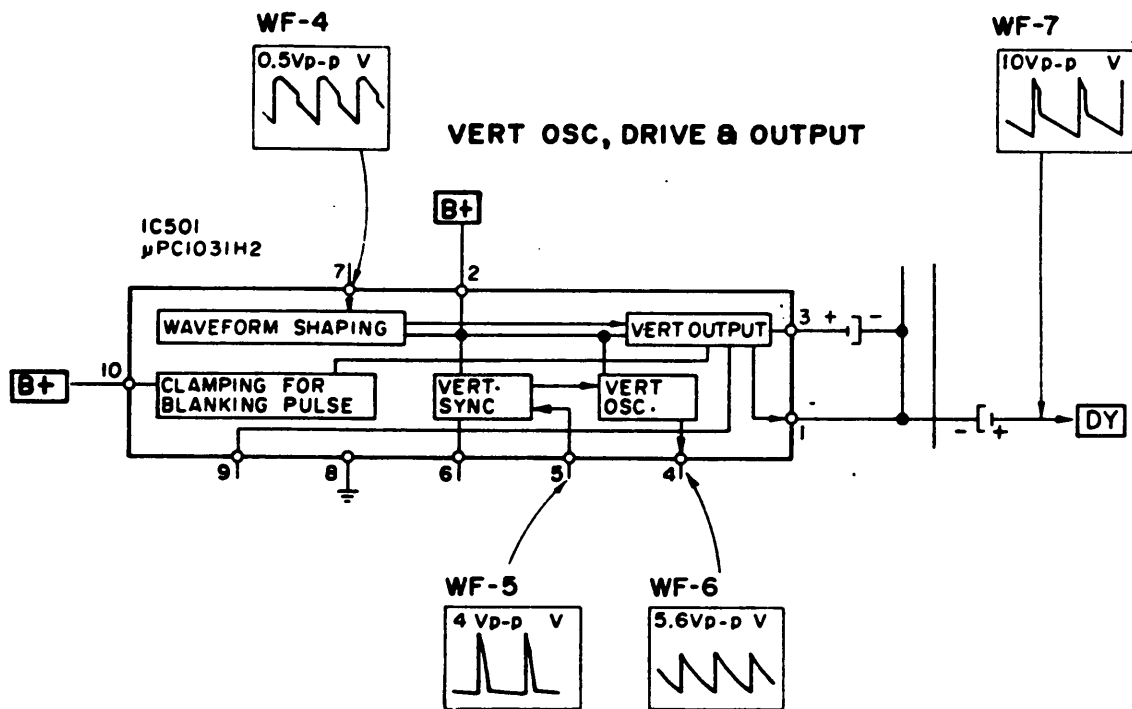 WF-4
0.5Vp-p V
WF-7
10Vp-p V
VERT OSC, DRIVE & OUTPUT
B+
IC501
µPC1031H2
7
2
WAVEFORM SHAPING
VERT OUTPUT
3
+ -
10
B+
CLAMPING FOR
BLANKING PULSE
VERT.
SYNC
VERT
OSC.
1
- +
DY
9
8
6
5
4
WF-5
4 Vp-p V
WF-6
5.6Vp-p V